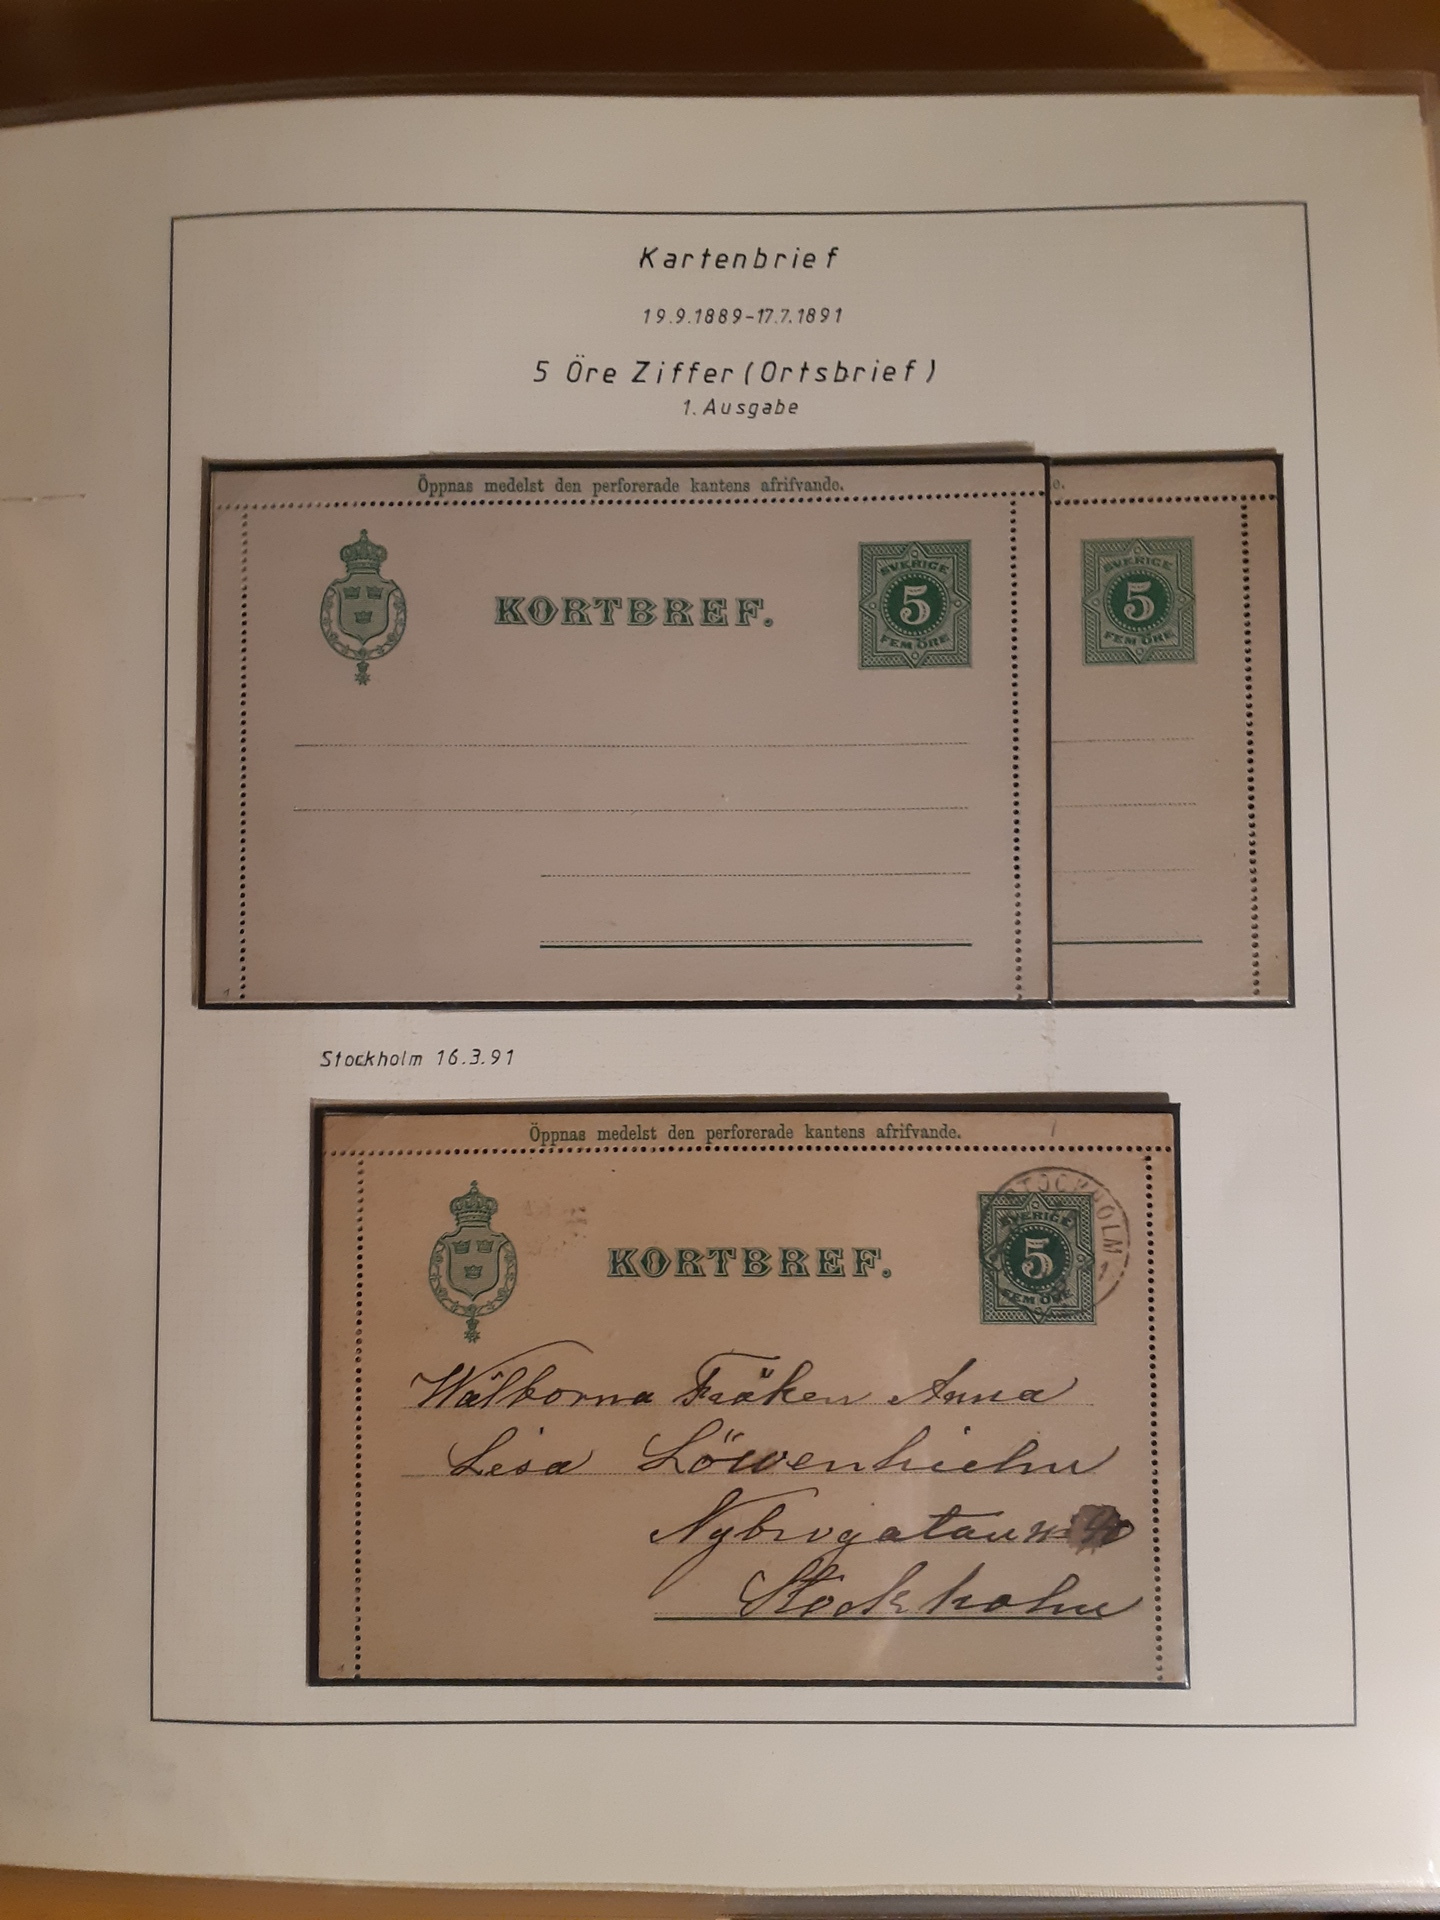 Kartenbrief
19.9.1889-17.7.1891
5 Öre Ziffer (Ortsbrief)
1. Ausgabe
Öppnas medelst den perforerade kantens afrifvande.
e.
KORTBREF.
SVERIGE
5
FEM ÖRE
SVERIGE
5
FEM ÖRE
1
Stockholm 16.3.91
Öppnas medelst den perforerade kantens afrifvande.
STOCKHOLM
KORTBREF.
SVERIGE
5
FEM ÖRE
Wälborna Fröken Anna
Lisa Löwenhielm
Nybrogatan
Stockholm